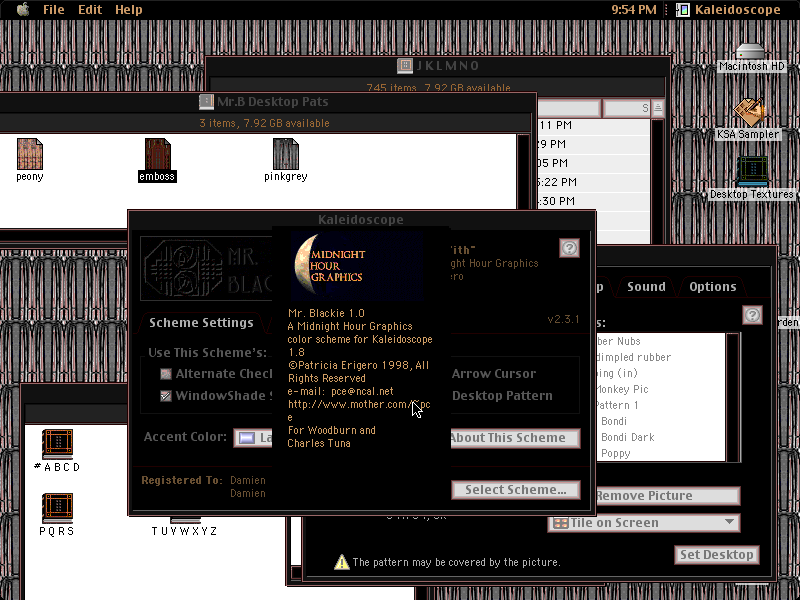 File Edit Help
9:54 PM
Kaleidoscope
Macintosh HD
KSA Sampler
Desktop Textures
JKLMNO
745 items, 7.92 GB available
S
11 PM
29 PM
05 PM
5:22 PM
:30 PM
Mr.B Desktop Pats
3 items, 7.92 GB available
peony
emboss
pinkgrey
Kaleidoscope
MR.
BLAC
MIDNIGHT
HOUR
GRAPHICS
Mr. Blackie 1.0
A Midnight Hour Graphics
color scheme for Kaleidoscope
1.8
©Patricia Erigero 1998, All
Rights Reserved
e-mail: pce@ncal.net
For Woodburn and
Charles Tuna
ight Hour Graphics
ero
v2.3.1
Scheme Settings
Use This Scheme's:
Alternate Chec
WindowShade S
Arrow Cursor
Desktop Pattern
Accent Color:
La
About This Scheme
Registered To: Damien
Damien
Select Scheme...
p Sound Options
s:
ber Nubs
dimpled rubber
ping (in)
Monkey Pic
Pattern 1
Bondi
Bondi Dark
Poppy
Remove Picture
Tile on Screen
The pattern may be covered by the picture.
Set Desktop
rden
#ABCD
PQRS
TUVWXYZ